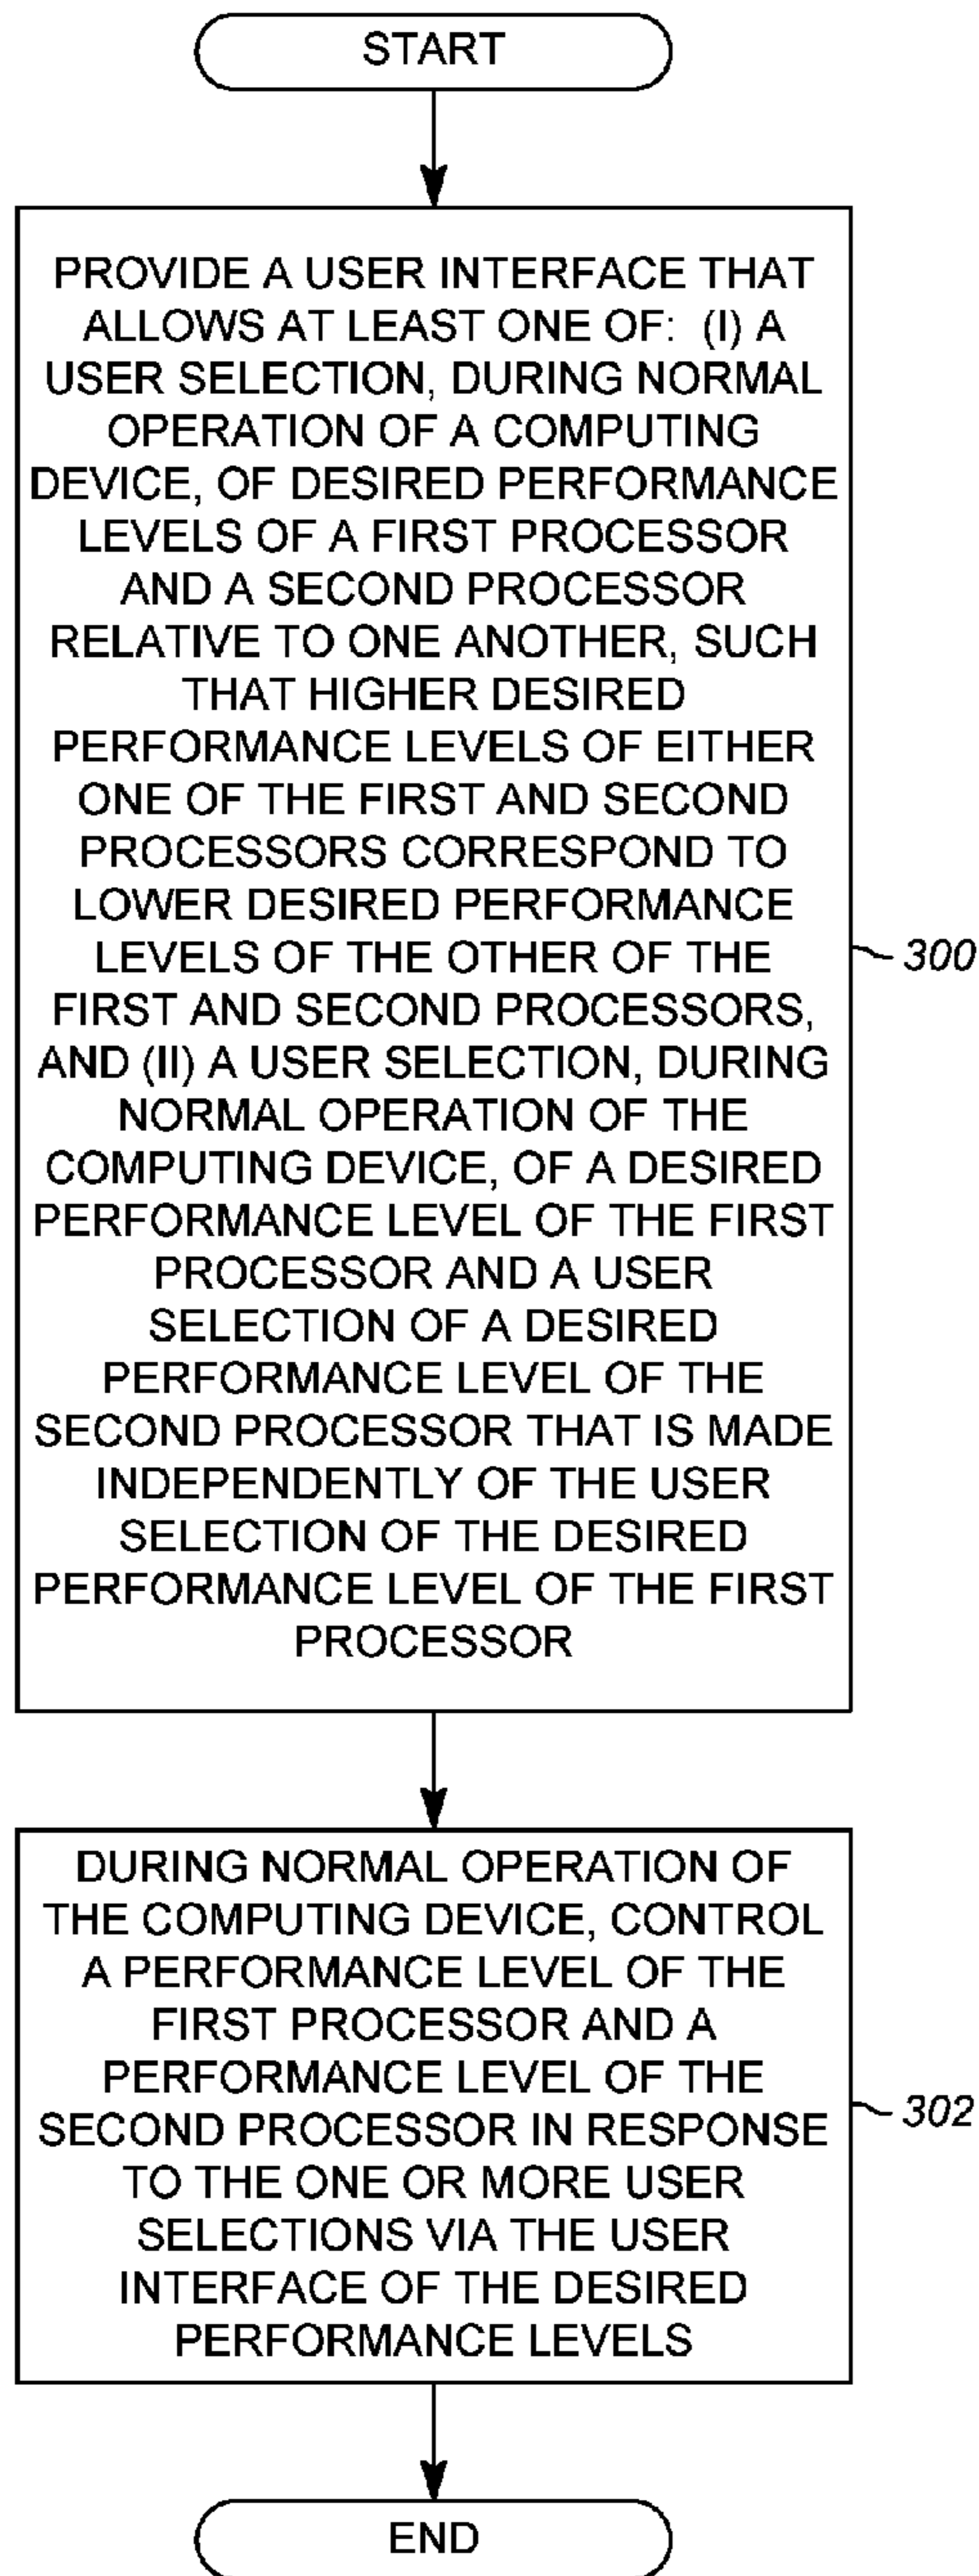 START
PROVIDE A USER INTERFACE THAT
ALLOWS AT LEAST ONE OF: (I) A
USER SELECTION, DURING NORMAL
OPERATION OF A COMPUTING
DEVICE, OF DESIRED PERFORMANCE
LEVELS OF A FIRST PROCESSOR
AND A SECOND PROCESSOR
RELATIVE TO ONE ANOTHER, SUCH
THAT HIGHER DESIRED
PERFORMANCE LEVELS OF EITHER
ONE OF THE FIRST AND SECOND
PROCESSORS CORRESPOND TO
LOWER DESIRED PERFORMANCE
LEVELS OF THE OTHER OF THE
FIRST AND SECOND PROCESSORS,
AND (II) A USER SELECTION, DURING
NORMAL OPERATION OF THE
COMPUTING DEVICE, OF A DESIRED
PERFORMANCE LEVEL OF THE FIRST
PROCESSOR AND A USER
SELECTION OF A DESIRED
PERFORMANCE LEVEL OF THE
SECOND PROCESSOR THAT IS MADE
INDEPENDENTLY OF THE USER
SELECTION OF THE DESIRED
PERFORMANCE LEVEL OF THE FIRST
PROCESSOR
300
DURING NORMAL OPERATION OF
THE COMPUTING DEVICE, CONTROL
A PERFORMANCE LEVEL OF THE
FIRST PROCESSOR AND A
PERFORMANCE LEVEL OF THE
SECOND PROCESSOR IN RESPONSE
TO THE ONE OR MORE USER
SELECTIONS VIA THE USER
INTERFACE OF THE DESIRED
PERFORMANCE LEVELS
302
END